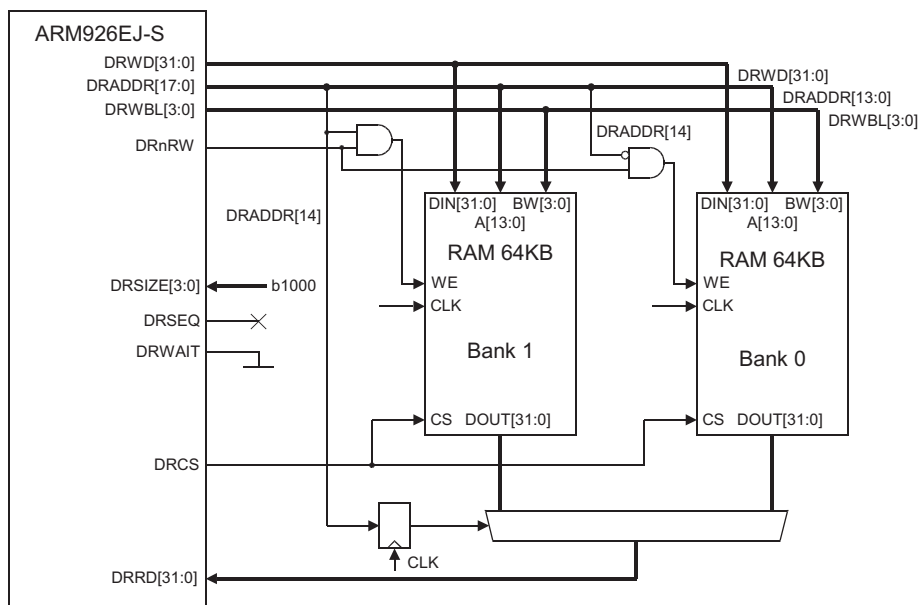 ARM926EJ-S
DRWD[31:0]
DRADDR[17:0]
DRWBL[3:0]
DRnRW
DRWD[31:0]
DRADDR[13:0]
DRWBL[3:0]
DRADDR[14]
DRADDR[14]
DIN[31:0] BW[3:0]
A[13:0]
RAM 64KB
WE
CLK
Bank 1
CS DOUT[31:0]
DIN[31:0] BW[3:0]
A[13:0]
RAM 64KB
WE
CLK
Bank 0
CS DOUT[31:0]
DRSIZE[3:0] b1000
DRSEQ
DRWAIT
DRCS
CLK
DRRD[31:0]